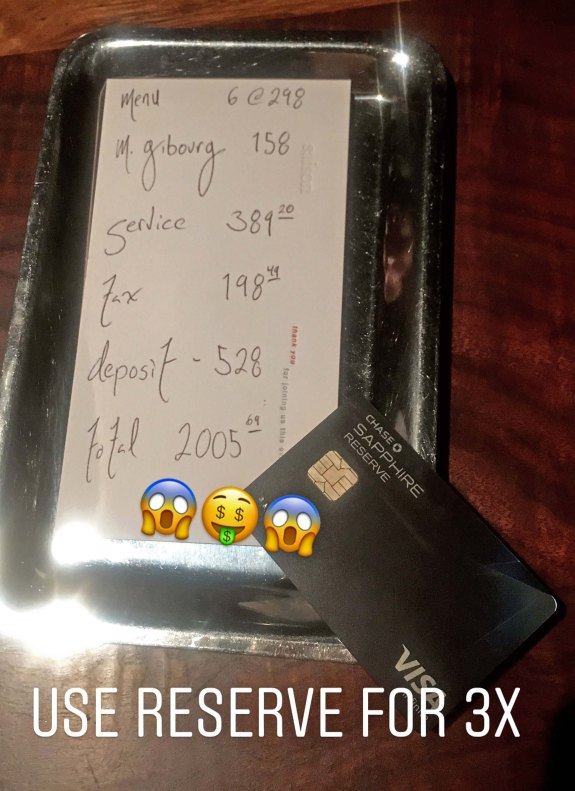 menu 6 @ 298
M. gibourg 158
saison
service 389 20
tax 198 49
deposit - 528
total 2005 69
thank you for joining us this
CHASE
SAPPHIRE
RESERVE
VISA
USE RESERVE FOR 3X